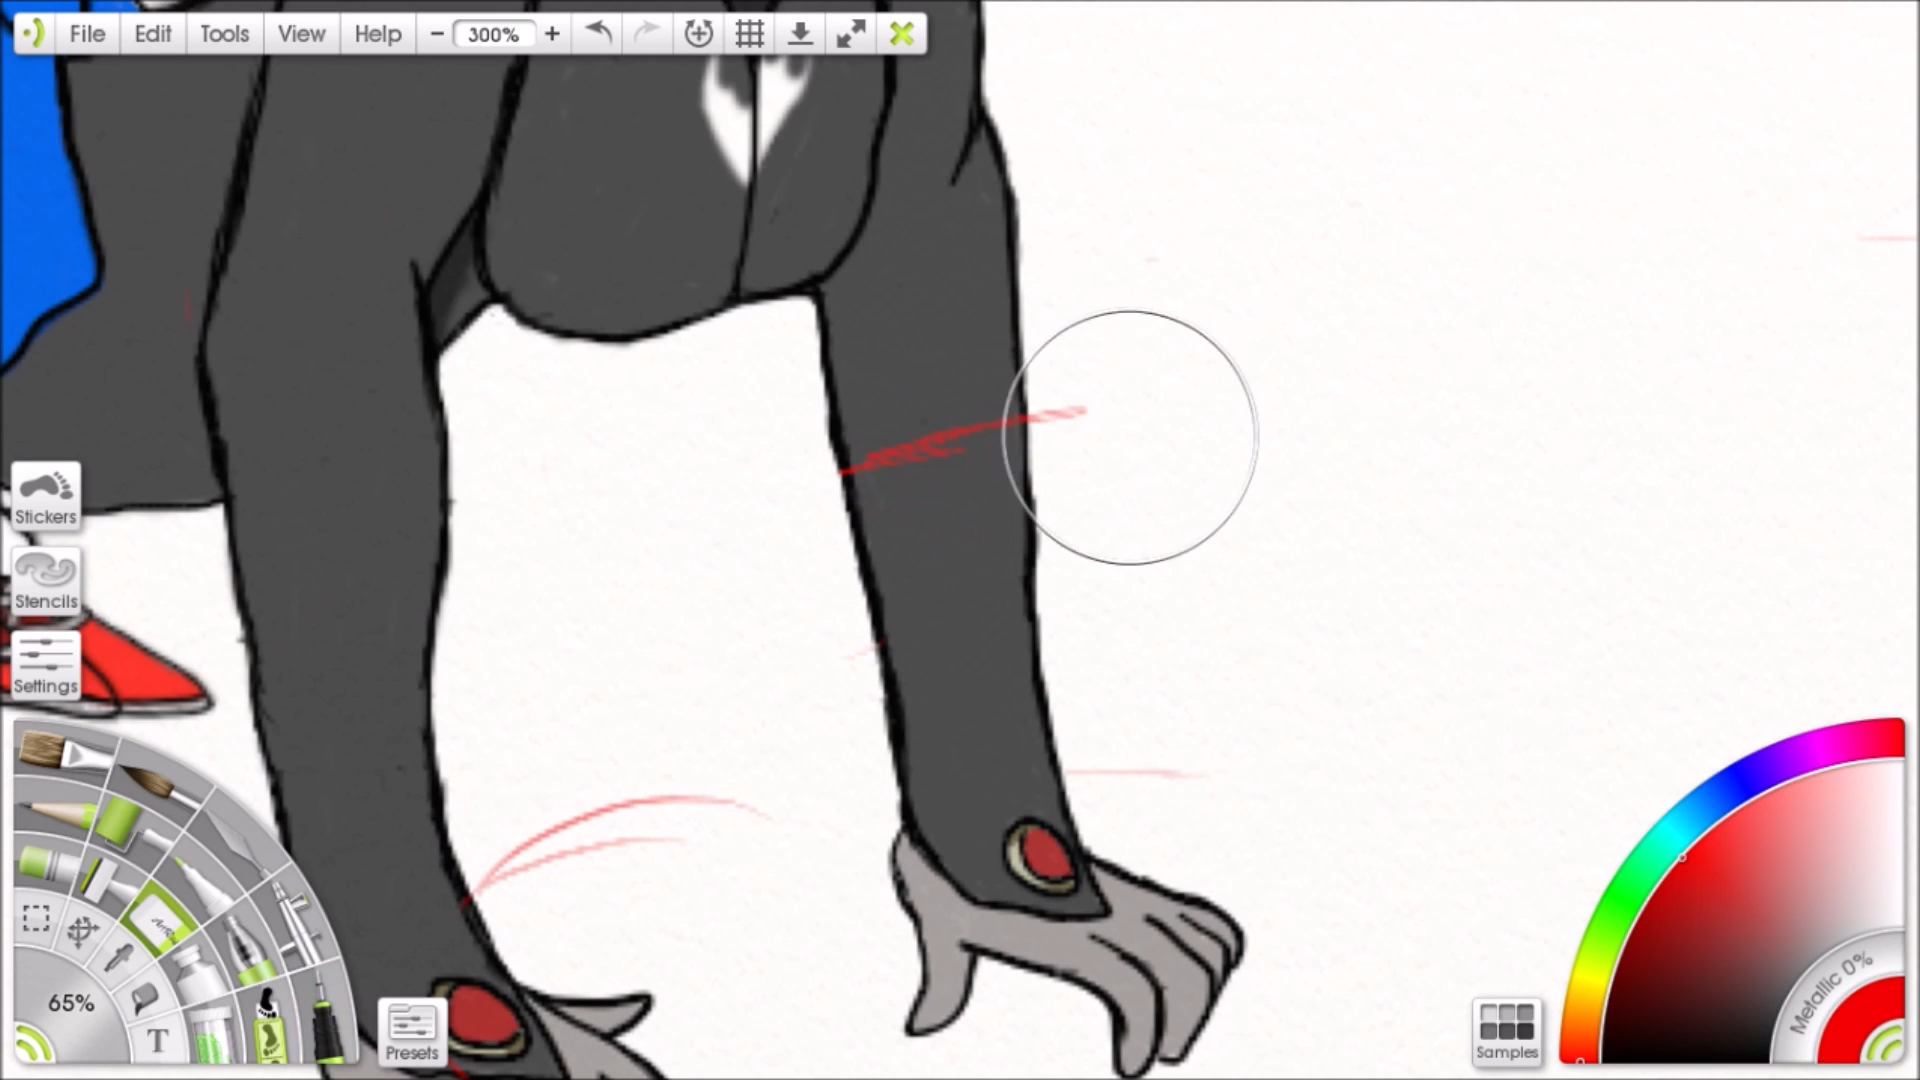 File Edit Tools View Help − 300% +
Stickers
Stencils
Settings
65%
T
Presets
Metallic 0%
Samples